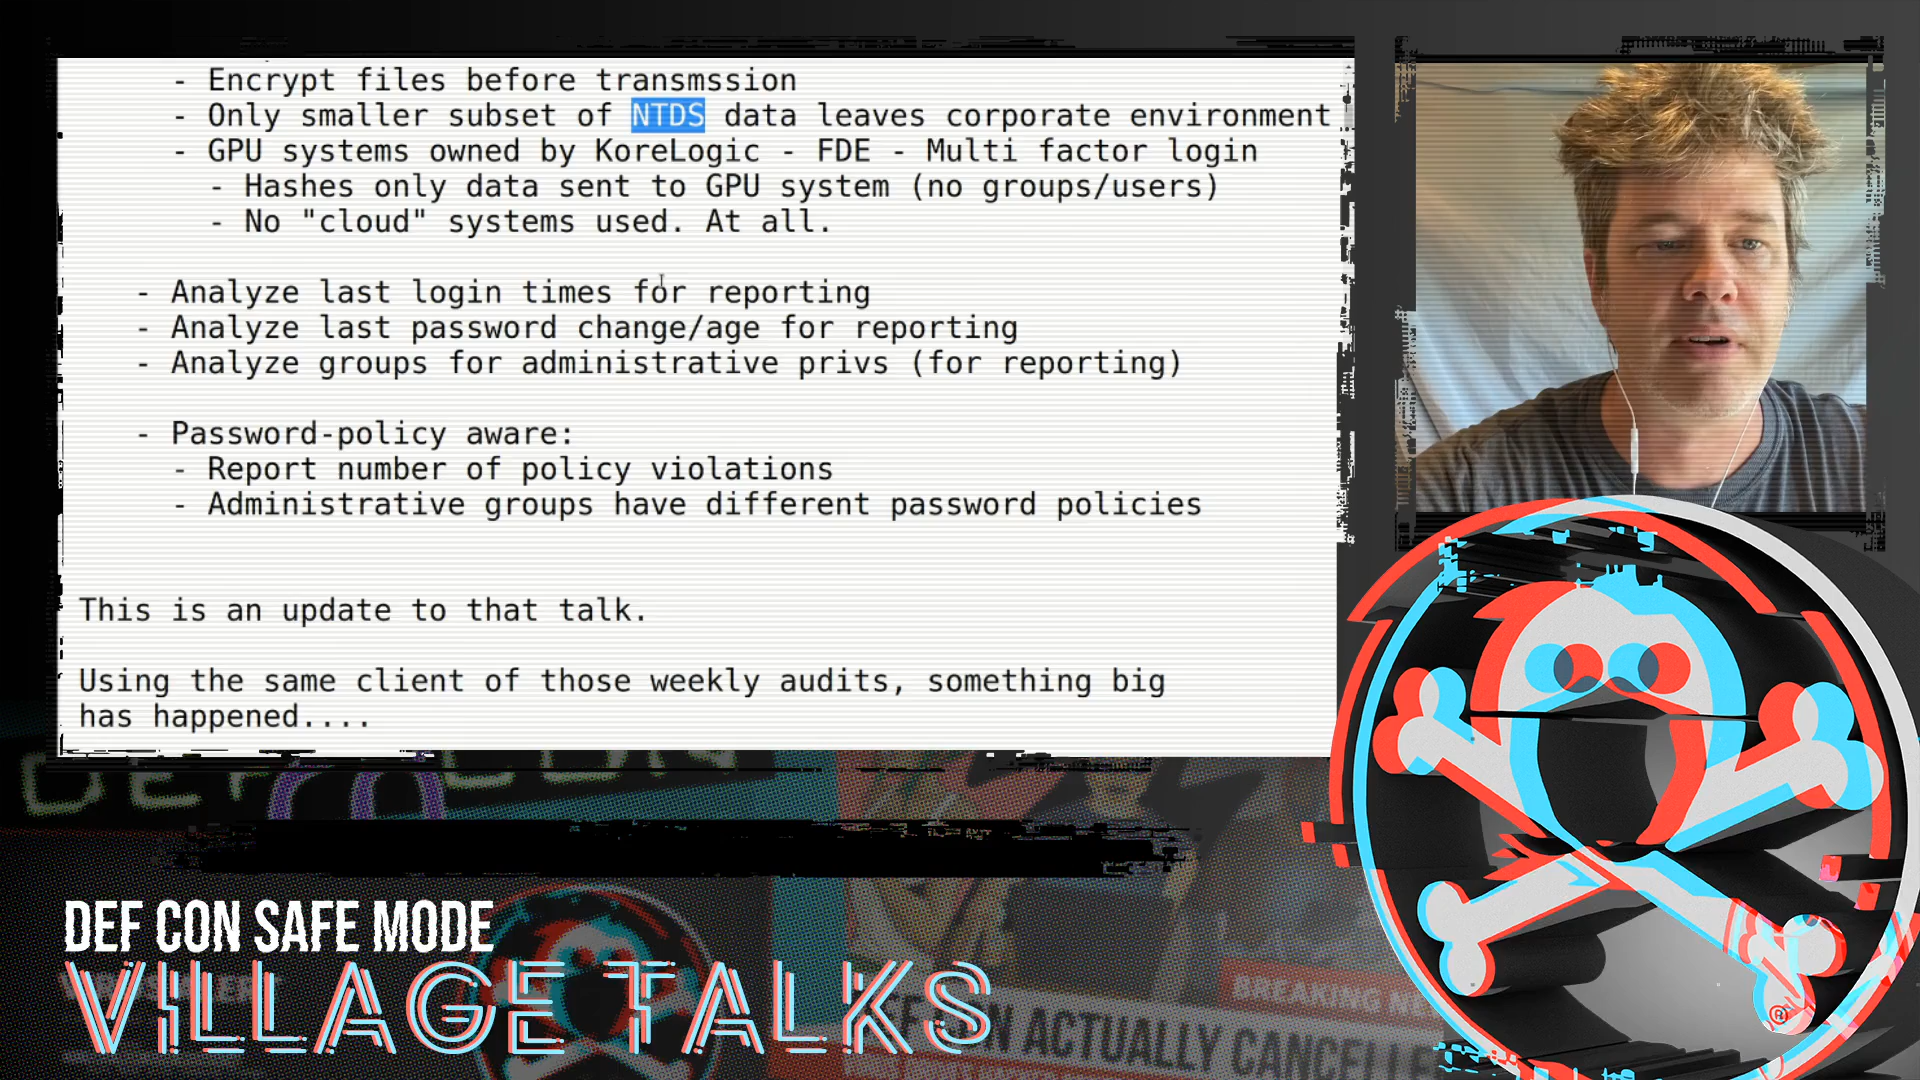 - Encrypt files before transmssion
- Only smaller subset of NTDS data leaves corporate environment
- GPU systems owned by KoreLogic - FDE - Multi factor login
- Hashes only data sent to GPU system (no groups/users)
- No "cloud" systems used. At all.
- Analyze last login times for reporting
- Analyze last password change/age for reporting
- Analyze groups for administrative privs (for reporting)
- Password-policy aware:
- Report number of policy violations
- Administrative groups have different password policies
This is an update to that talk.
Using the same client of those weekly audits, something big
has happened....
DEF CON SAFE MODE
VILLAGE TALKS
BREAKING
CON ACTUALLY
®